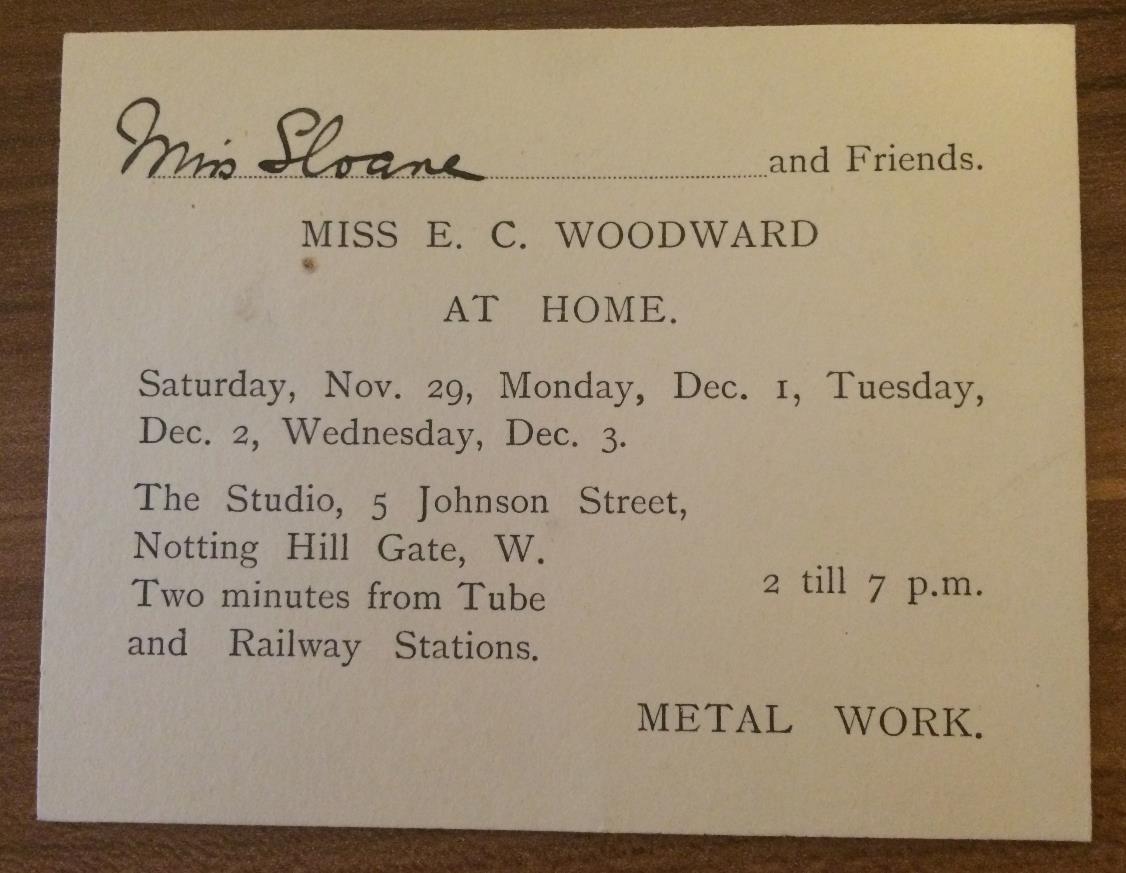 Miss Sloane and Friends.
MISS E. C. WOODWARD
AT HOME.
Saturday, Nov. 29, Monday, Dec. 1, Tuesday,
Dec. 2, Wednesday, Dec. 3.
The Studio, 5 Johnson Street,
Notting Hill Gate, W.
Two minutes from Tube
and Railway Stations.
2 till 7 p.m.
METAL WORK.